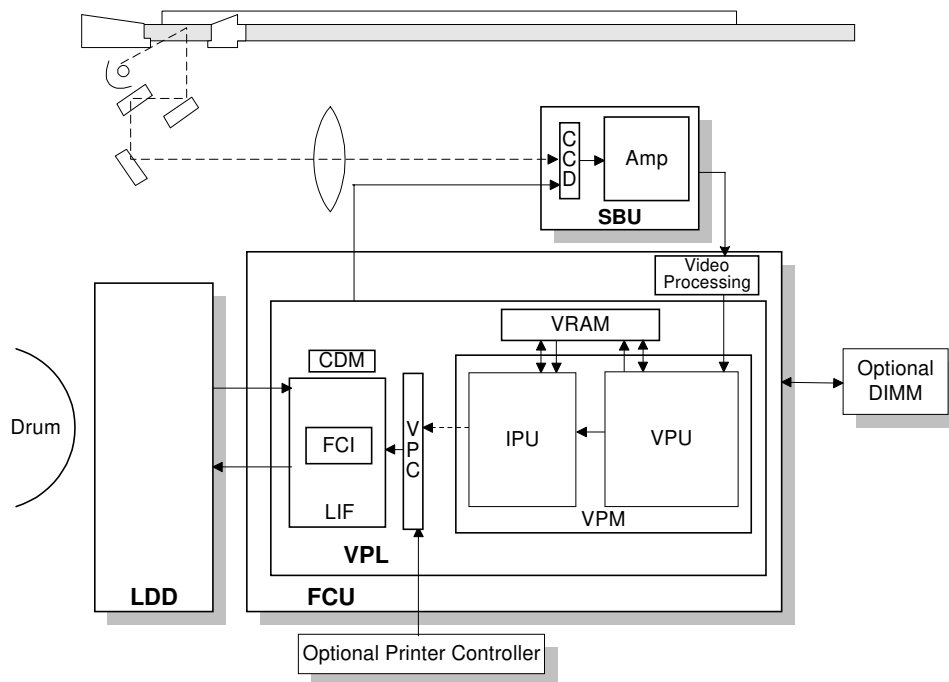 CCD
Amp
SBU
Video
Processing
VRAM
CDM
Optional
DIMM
Drum
FCI
VPC
IPU
VPU
LIF
VPM
VPL
LDD
FCU
Optional Printer Controller